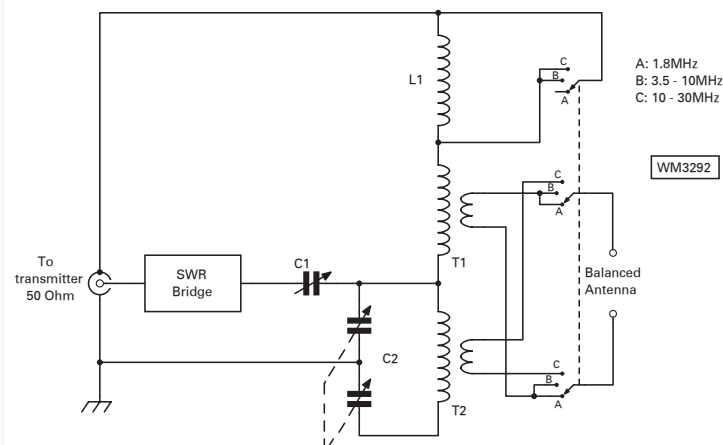 L1
C
B
A
A: 1.8MHz
B: 3.5 - 10MHz
C: 10 - 30MHz
WM3292
C
B
A
T1
To
transmitter
50 Ohm
SWR
Bridge
C1
Balanced
Antenna
C2
C
B
A
T2